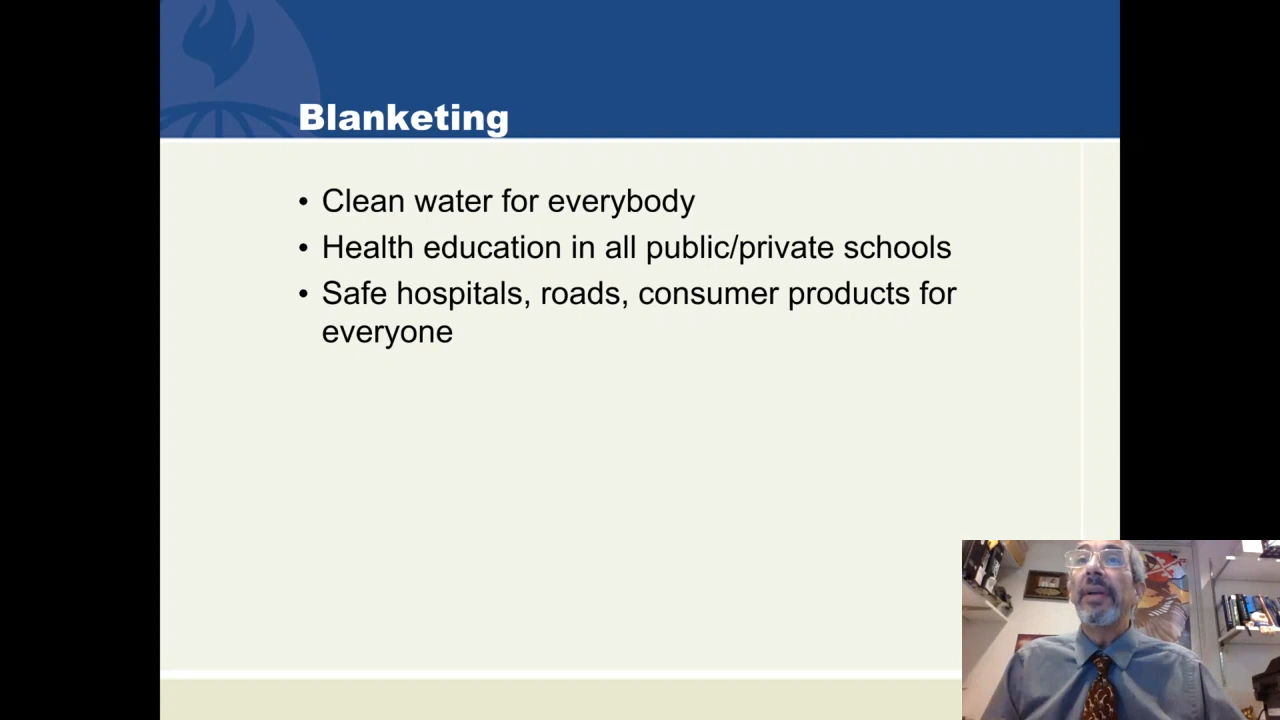 Blanketing
• Clean water for everybody
• Health education in all public/private schools
• Safe hospitals, roads, consumer products for
everyone